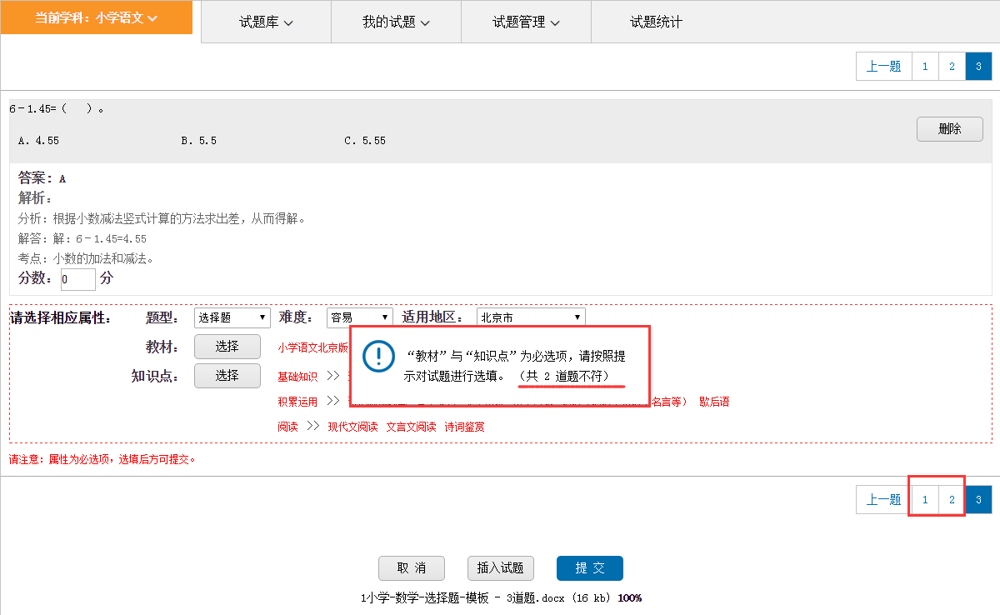 当前学科：小学语文 试题库 我的试题 试题管理 试题统计
上一题 1 2 3
6－1.45=（ ）。
删除
A. 4.55 B. 5.5 C. 5.55
答案：A
解析：
分析：根据小数减法竖式计算的方法求出差，从而得解。
解答：解：6－1.45=4.55
考点：小数的加法和减法。
分数：0 分
请选择相应属性： 题型： 选择题 难度： 容易 适用地区： 北京市
教材： 选择 小学语文北京版
知识点： 选择 基础知识 >>
“教材”与“知识点”为必选项，请按照提
示对试题进行选填。（共 2 道题不符）
积累运用 >> 名言等） 歇后语
阅读 >> 现代文阅读 文言文阅读 诗词鉴赏
请注意：属性为必选项，选填后方可提交。
上一题 1 2 3
取 消 插入试题 提 交
1小学-数学-选择题-模板 - 3道题.docx (16 kb) 100%